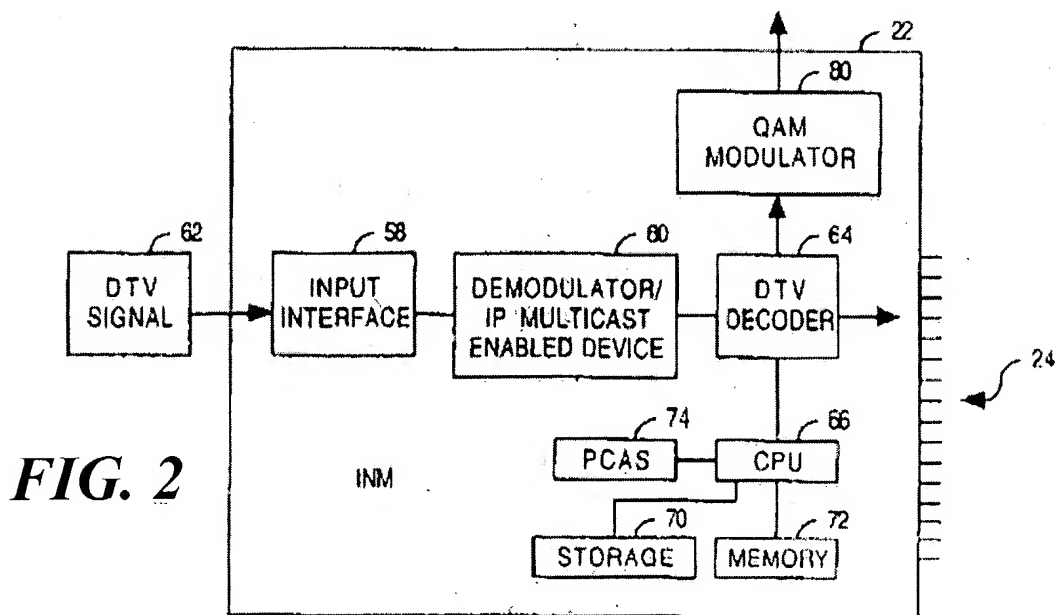 22
80
QAM
MODULATOR
62
58
60
64
DTV
SIGNAL
INPUT
INTERFACE
DEMODULATOR/
IP MULTICAST
ENABLED DEVICE
DTV
DECODER
24
74
66
PCAS
CPU
FIG. 2
INM
70
72
STORAGE
MEMORY